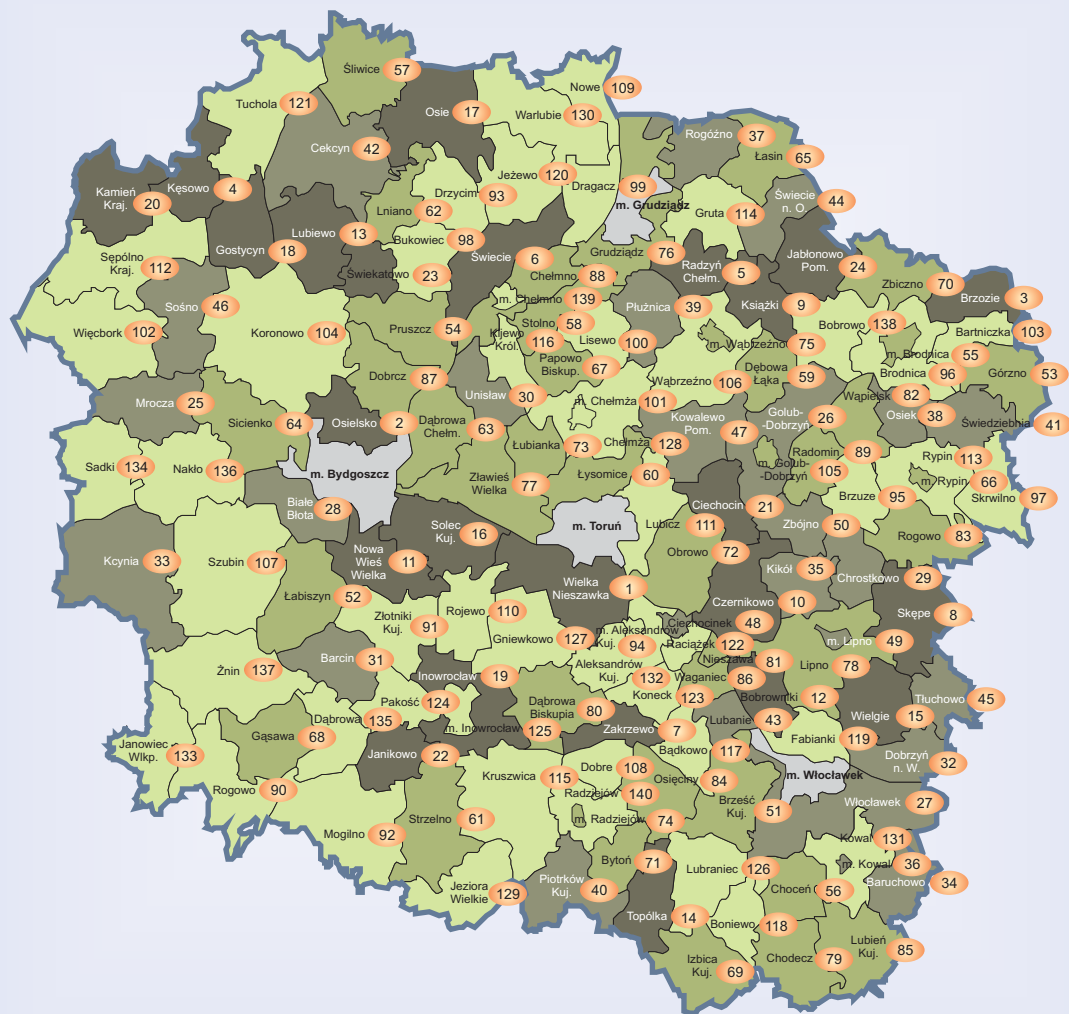 Śliwice 57
Nowe 109
Tuchola 121
Osie 17
Warlubie 130
Rogóźno 37
Cekcyn 42
Łasin 65
Kamień
Kraj. 20
Kęsowo 4
Drzycim 93
Jeżewo 120
Dragacz 99
m. Grudziądz
Świecie
n. O. 44
Lniano 62
Gruta 114
Gostycyn 18
Lubiewo 13
Bukowiec 98
Świecie 6
Grudziądz 76
Radzyń
Chełm. 5
Jabłonowo
Pom. 24
Sępólno
Kraj. 112
Świekatowo 23
Chełmno 88
Zbiczno 70
Brzozie 3
Sośno 46
m. Chełmno 139
Płużnica 39
Książki 9
Więcbork 102
Koronowo 104
Pruszcz 54
Kijewo
Król. 116
Stolno 58
Lisewo 100
Bobrowo 138
Bartniczka 103
m. Wąbrzeźno 75
m. Brodnica 55
Papowo
Biskup. 67
Dobrcz 87
Dębowa
Łąka 59
Brodnica 96
Górzno 53
Mrocza 25
Unisław 30
Wąbrzeźno 106
Wąpielsk 82
m. Chełmża 101
Sicienko 64
Osielsko 2
Dąbrowa
Chełm. 63
Kowalewo
Pom. 47
Golub-
-Dobrzyń 26
Osiek 38
Świedziebnia 41
Łubianka 73
Chełmża 128
Sadki 134
Nakło 136
m. Bydgoszcz
Zławieś
Wielka 77
Łysomice 60
m. Golub-
-Dobrzyń 105
Radomin 89
Rypin 113
m. Rypin 66
Skrwilno 97
Białe
Błota 28
Solec
Kuj. 16
m. Toruń
Lubicz 111
Ciechocin 21
Zbójno 50
Brzuze 95
Rogowo 83
Kcynia 33
Szubin 107
Nowa
Wieś
Wielka 11
Obrowo 72
Kikół 35
Chrostkowo 29
Łabiszyn 52
Wielka
Nieszawka 1
Czernikowo 10
Skępe 8
Złotniki
Kuj. 91
Rojewo 110
Gniewkowo 127
Ciechocinek 48
m. Aleksandrów
Kuj. 94
Raciążek 122
m. Lipno 49
Żnin 137
Barcin 31
Inowrocław 19
Aleksandrów
Kuj. 132
Nieszawa 81
Waganiec 86
Lipno 78
Tłuchowo 45
Pakość 124
Dąbrowa
Biskupia 80
Koneck 123
Bobrowniki 12
Dąbrowa 135
m. Inowrocław 125
Zakrzewo 7
Lubanie 43
Wielgie 15
Janowiec
Wlkp. 133
Gąsawa 68
Janikowo 22
Bądkowo 117
Fabianki 119
Dobrzyń
n. W. 32
Rogowo 90
Kruszwica 115
Dobre 108
Osięciny 84
m. Włocławek
Radziejów 140
Brześć
Kuj. 51
Włocławek 27
Mogilno 92
Strzelno 61
m. Radziejów 74
Kowal 131
Bytoń 71
Lubraniec 126
m. Kowal 36
Jeziora
Wielkie 129
Piotrków
Kuj. 40
Choceń 56
Baruchowo 34
Topólka 14
Boniewo 118
Izbica
Kuj. 69
Chodecz 79
Lubień
Kuj. 85